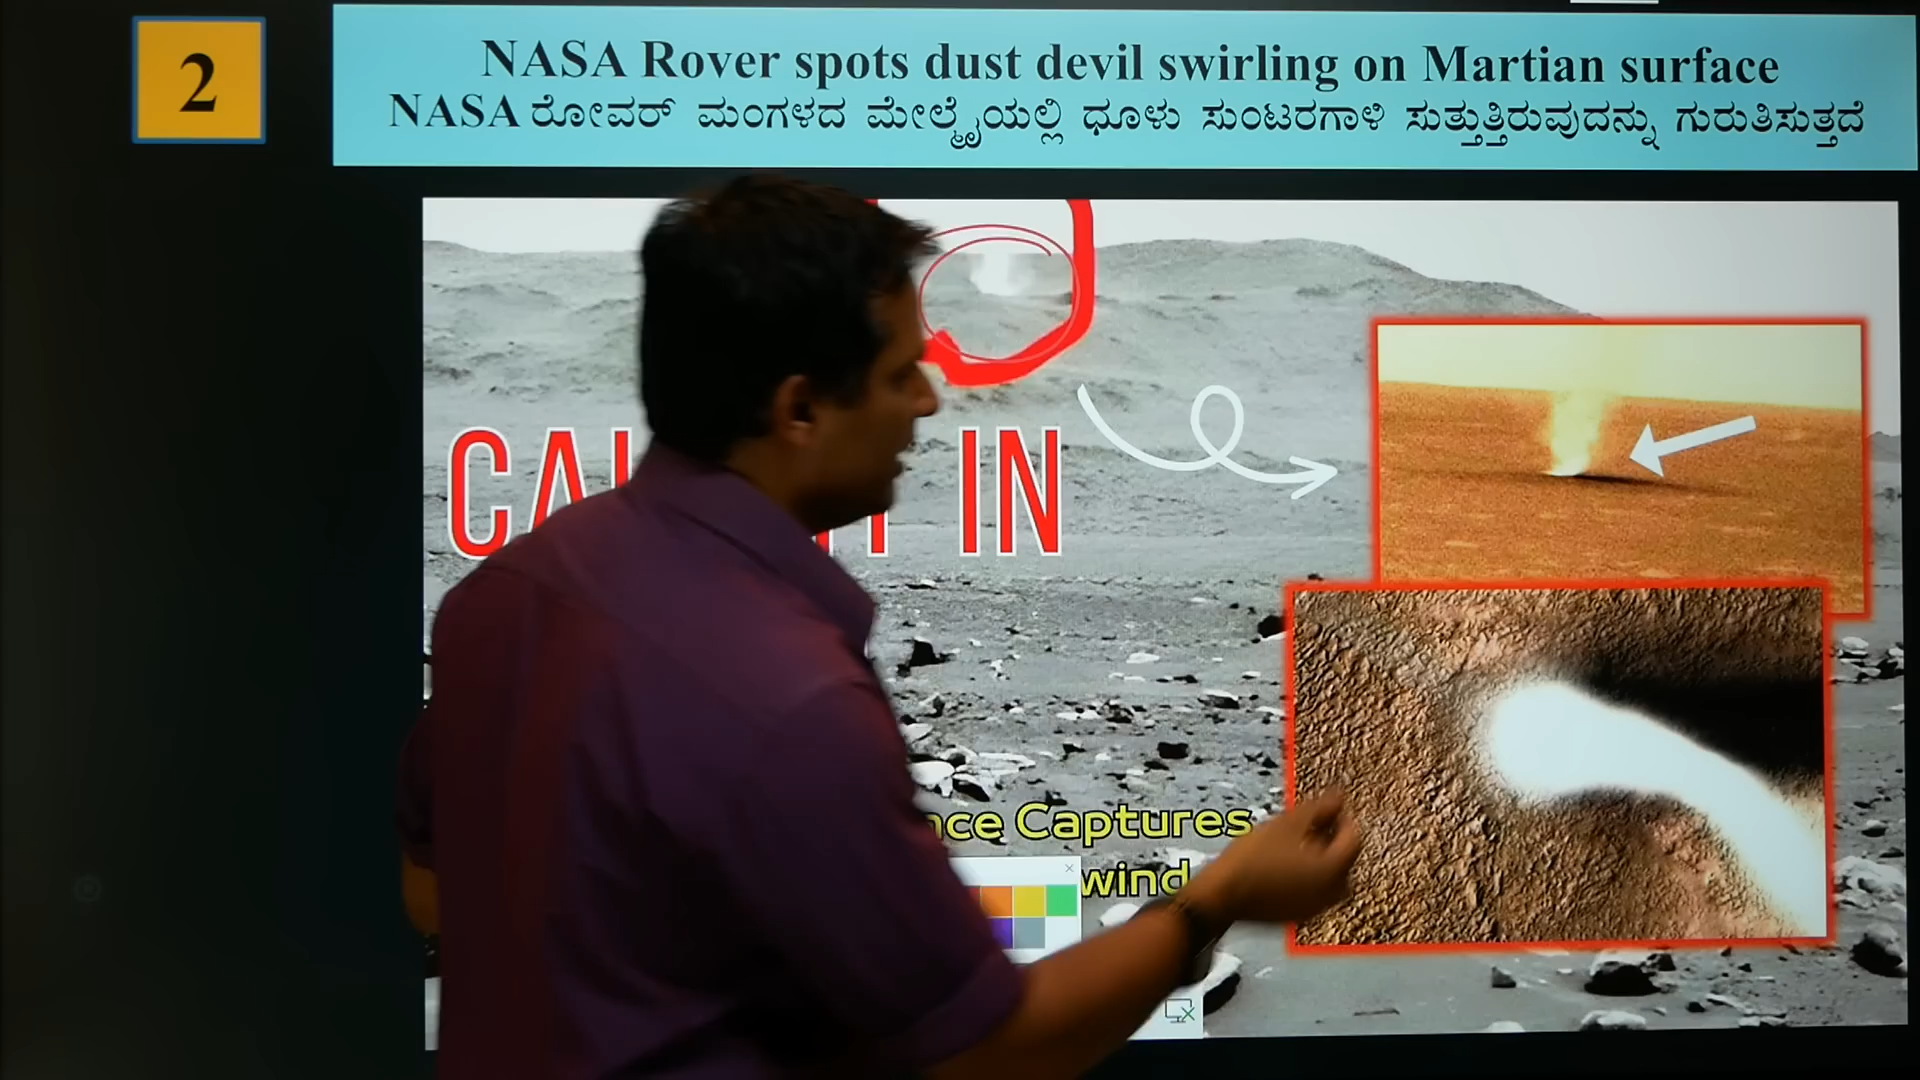 2
NASA Rover spots dust devil swirling on Martian surface
NASA ರೋವರ್ ಮಂಗಳದ ಮೇಲ್ಮೈಯಲ್ಲಿ ಧೂಳು ಸುಂಟರಗಾಳಿ ಸುತ್ತುತ್ತಿರುವುದನ್ನು ಗುರುತಿಸುತ್ತದೆ
IN
Captures
wind